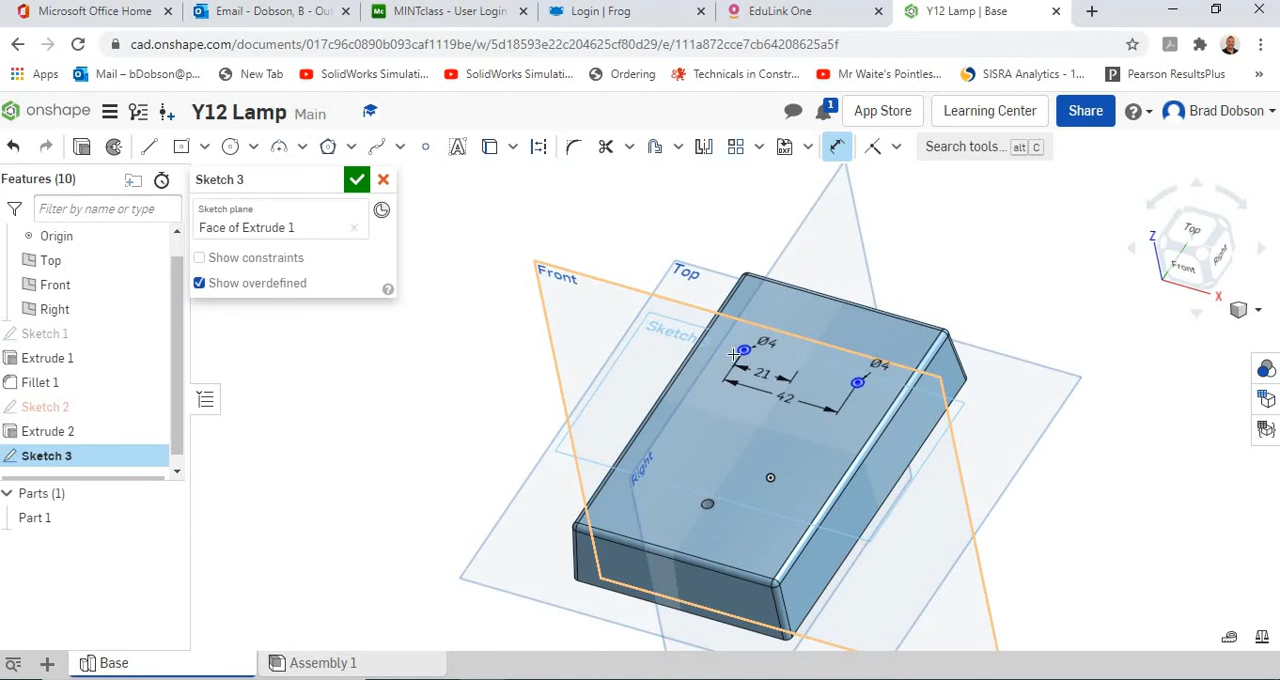 Microsoft Office Home
Email - Dobson, B - Out
MINTclass - User Login
Login | Frog
EduLink One
Y12 Lamp | Base
cad.onshape.com/documents/017c96c0890b093caf1119be/w/5d18593e22c204625cf80d29/e/111a872cce7cb64208625a5f
Apps
Mail – bDobson@p...
New Tab
SolidWorks Simulati...
SolidWorks Simulati...
Ordering
Technicals in Constr...
Mr Waite's Pointles...
SISRA Analytics - 1...
Pearson ResultsPlus
»
onshape
Y12 Lamp
Main
1
App Store
Learning Center
Share
Brad Dobson
Search tools...
alt C
Features (10)
Filter by name or type
Origin
Top
Front
Right
Sketch 1
Extrude 1
Fillet 1
Sketch 2
Extrude 2
Sketch 3
Parts (1)
Part 1
Sketch 3
Sketch plane
Face of Extrude 1
Show constraints
Show overdefined
Front
Top
Sketch
Right
Ø4
Ø4
21
42
Top
Front
Right
Z
X
Base
Assembly 1